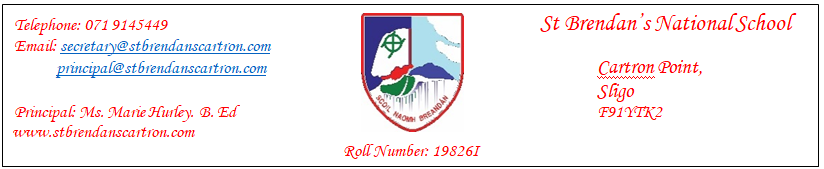 Telephone: 071 9145449
Email: secretary@stbrendanscartron.com
principal@stbrendanscartron.com
Principal: Ms. Marie Hurley. B. Ed
www.stbrendanscartron.com
SCOIL NAOMH BREANDÁN
Roll Number: 19826I
St Brendan's National School
Cartron Point,
Sligo
F91YTK2